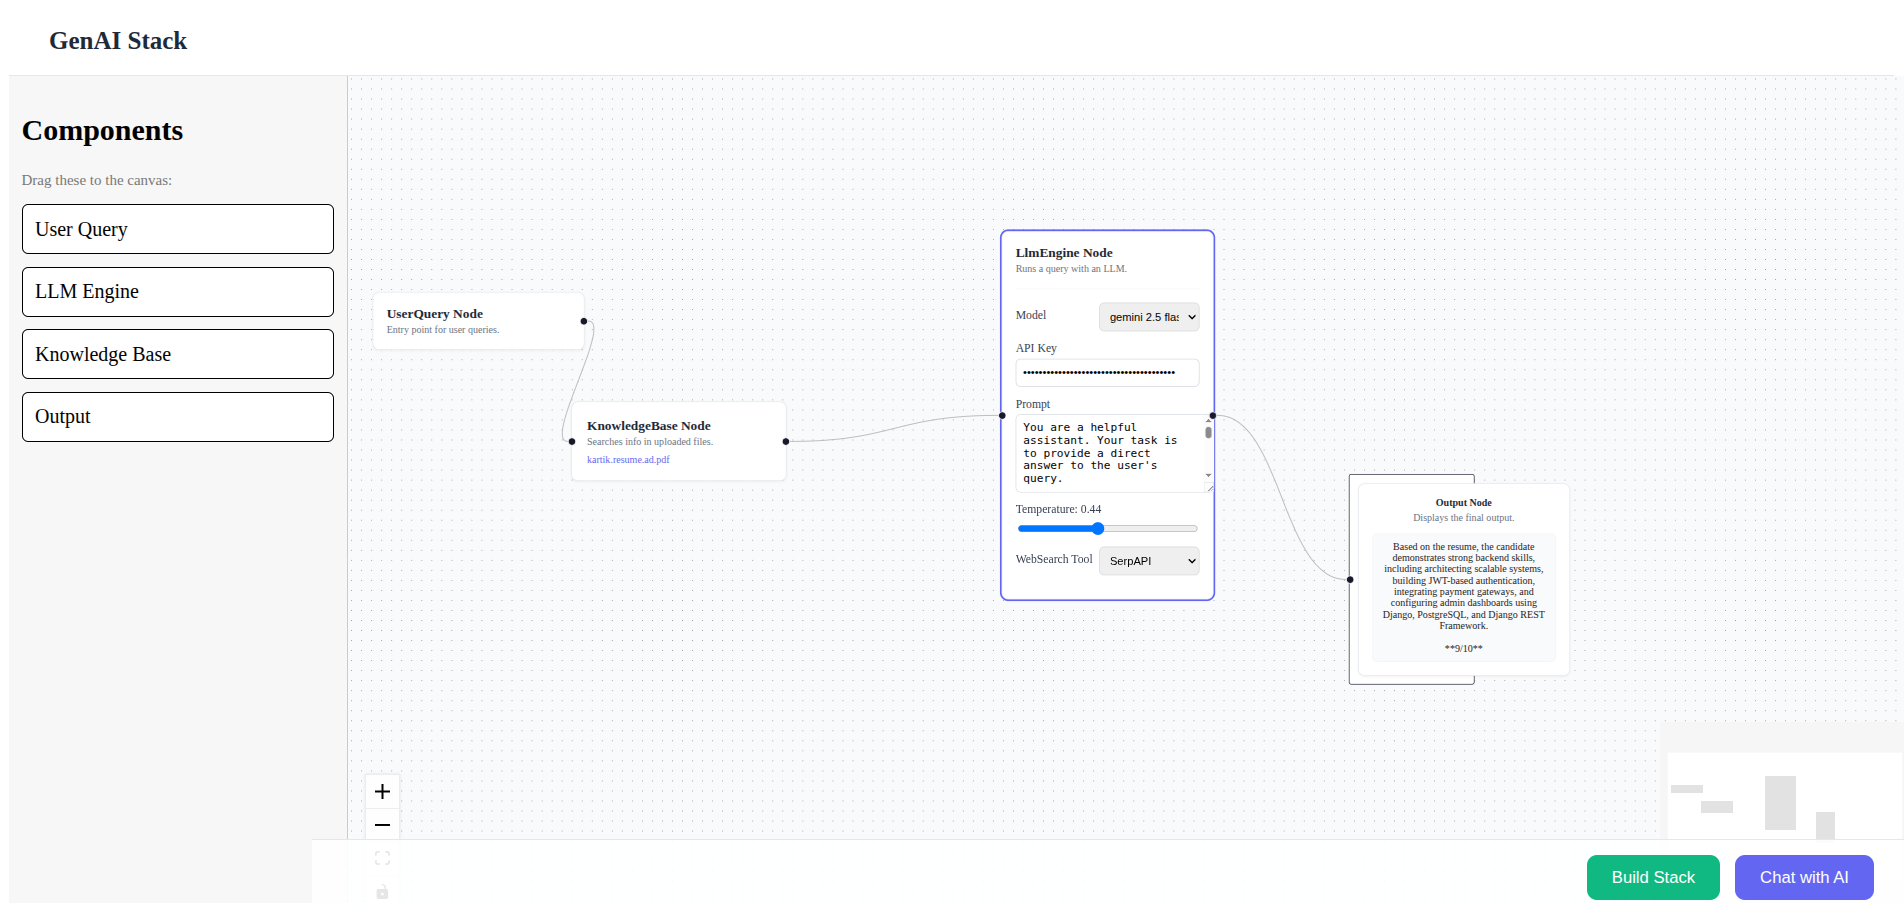 GenAI Stack
Components
Drag these to the canvas:
User Query
LLM Engine
Knowledge Base
Output
UserQuery Node
Entry point for user queries.
KnowledgeBase Node
Searches info in uploaded files.
kartik.resume.ad.pdf
LlmEngine Node
Runs a query with an LLM.
Model
gemini 2.5 flas
API Key
Prompt
You are a helpful
assistant. Your task is
to provide a direct
answer to the user's
query.
Temperature: 0.44
WebSearch Tool
SerpAPI
Output Node
Displays the final output.
Based on the resume, the candidate
demonstrates strong backend skills,
including architecting scalable systems,
building JWT-based authentication,
integrating payment gateways, and
configuring admin dashboards using
Django, PostgreSQL, and Django REST
Framework.
**9/10**
Build Stack
Chat with AI